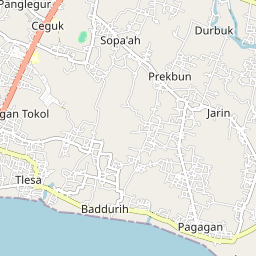 Panglegur
Ceguk
Durbuk
Sopa'ah
Prekbun
Jarin
gan Tokol
Tlesa
Baddurih
Pagagan